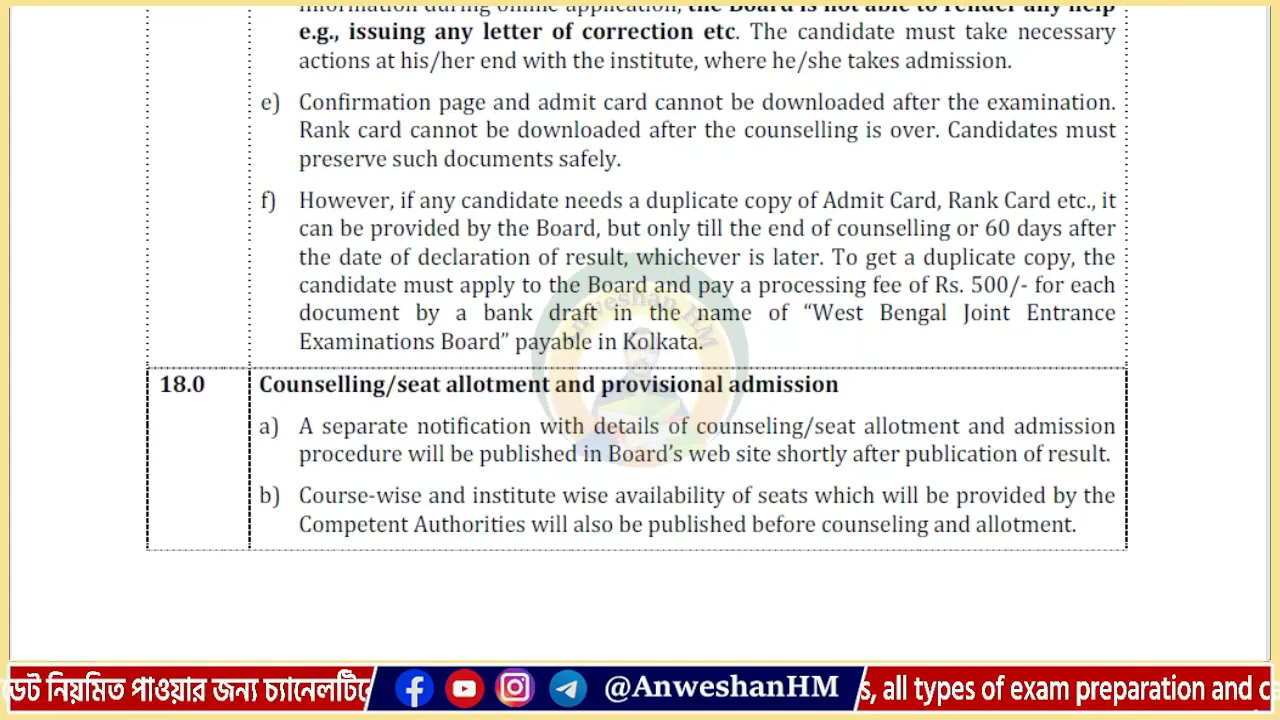 information during online application, the Board is not able to render any help
e.g., issuing any letter of correction etc. The candidate must take necessary
actions at his/her end with the institute, where he/she takes admission.
e) Confirmation page and admit card cannot be downloaded after the examination.
Rank card cannot be downloaded after the counselling is over. Candidates must
preserve such documents safely.
f) However, if any candidate needs a duplicate copy of Admit Card, Rank Card etc., it
can be provided by the Board, but only till the end of counselling or 60 days after
the date of declaration of result, whichever is later. To get a duplicate copy, the
candidate must apply to the Board and pay a processing fee of Rs. 500/- for each
document by a bank draft in the name of “West Bengal Joint Entrance
Examinations Board” payable in Kolkata.
Anweshan HM
18.0 Counselling/seat allotment and provisional admission
a) A separate notification with details of counseling/seat allotment and admission
procedure will be published in Board’s web site shortly after publication of result.
b) Course-wise and institute wise availability of seats which will be provided by the
Competent Authorities will also be published before counseling and allotment.
ডেট নিয়মিত পাওয়ার জন্য চ্যানেলটিকে @AnweshanHM s, all types of exam preparation and c